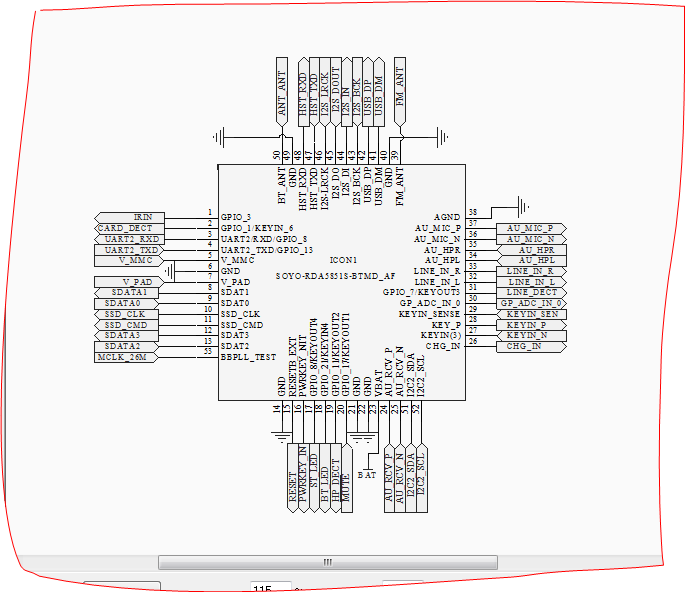 ANT_ANT
HST_RXD
HST_TXD
I2S_LRCK
I2S_DOUT
I2S_IN
I2S_BCK
USB_DP
USB_DM
FM_ANT
50
49
48
47
46
45
44
43
42
41
40
39
BT_ANT
GND
HST_RXD
HST_TXD
I2S-LRCK
I2S_DO
I2S_DI
I2S_BCK
USB_DP
USB_DM
GND
FM_ANT
IRIN 1 GPIO_3
CARD_DECT 2 GPIO_1/KEYIN_6
UART2_RXD 3 UART2/RXD/GPIO_8
UART2_TXD 4 UART2_TXD/GPIO_13
V_MMC 5 V_MMC
6 GND
V_PAD 7 V_PAD
SDATA1 8 SDAT1
SDATA0 9 SDAT0
SSD_CLK 10 SSD_CLK
SSD_CMD 11 SSD_CMD
SDATA3 12 SDAT3
SDATA2 13 SDAT2
MCLK_26M 53 BBPLL_TEST
ICON1
SOYO-RDA5851S-BTMD_AF
AGND 38
AU_MIC_P 37 AU_MIC_P
AU_MIC_N 36 AU_MIC_N
AU_HPR 35 AU_HPR
AU_HPL 34 AU_HPL
LINE_IN_R 33 LINE_IN_R
LINE_IN_L 32 LINE_IN_L
GPIO_7/KEYOUT3 31 LINE_DECT
GP_ADC_IN_0 30 GP_ADC_IN_0
KEYIN_SENSE 29 KEYIN_SEN
KEY_P 28 KEYIN_P
KEYIN(3) 27 KEYIN_N
CHG_IN 26 CHG_IN
GND
RESETB_EXT
PWRKEY_NIT
GPIO_8/KEYOUT4
GPIO_21/KEYIN4
GPIO_11/KEYOUT2
GPIO_17/KEYOUT1
GND
GND
VBAT
AU_RCV_P
AU_RCV_N
I2C2_SDA
I2C2_SCL
14
15
16
17
18
19
20
21
22
23
24
25
51
52
RESET
PWRKEY_IN
ST_LED
BT_LED
HP_DECT
MUTE
BAT
AU_RCV_P
AU_RCV_N
I2C2_SDA
I2C2_SCL